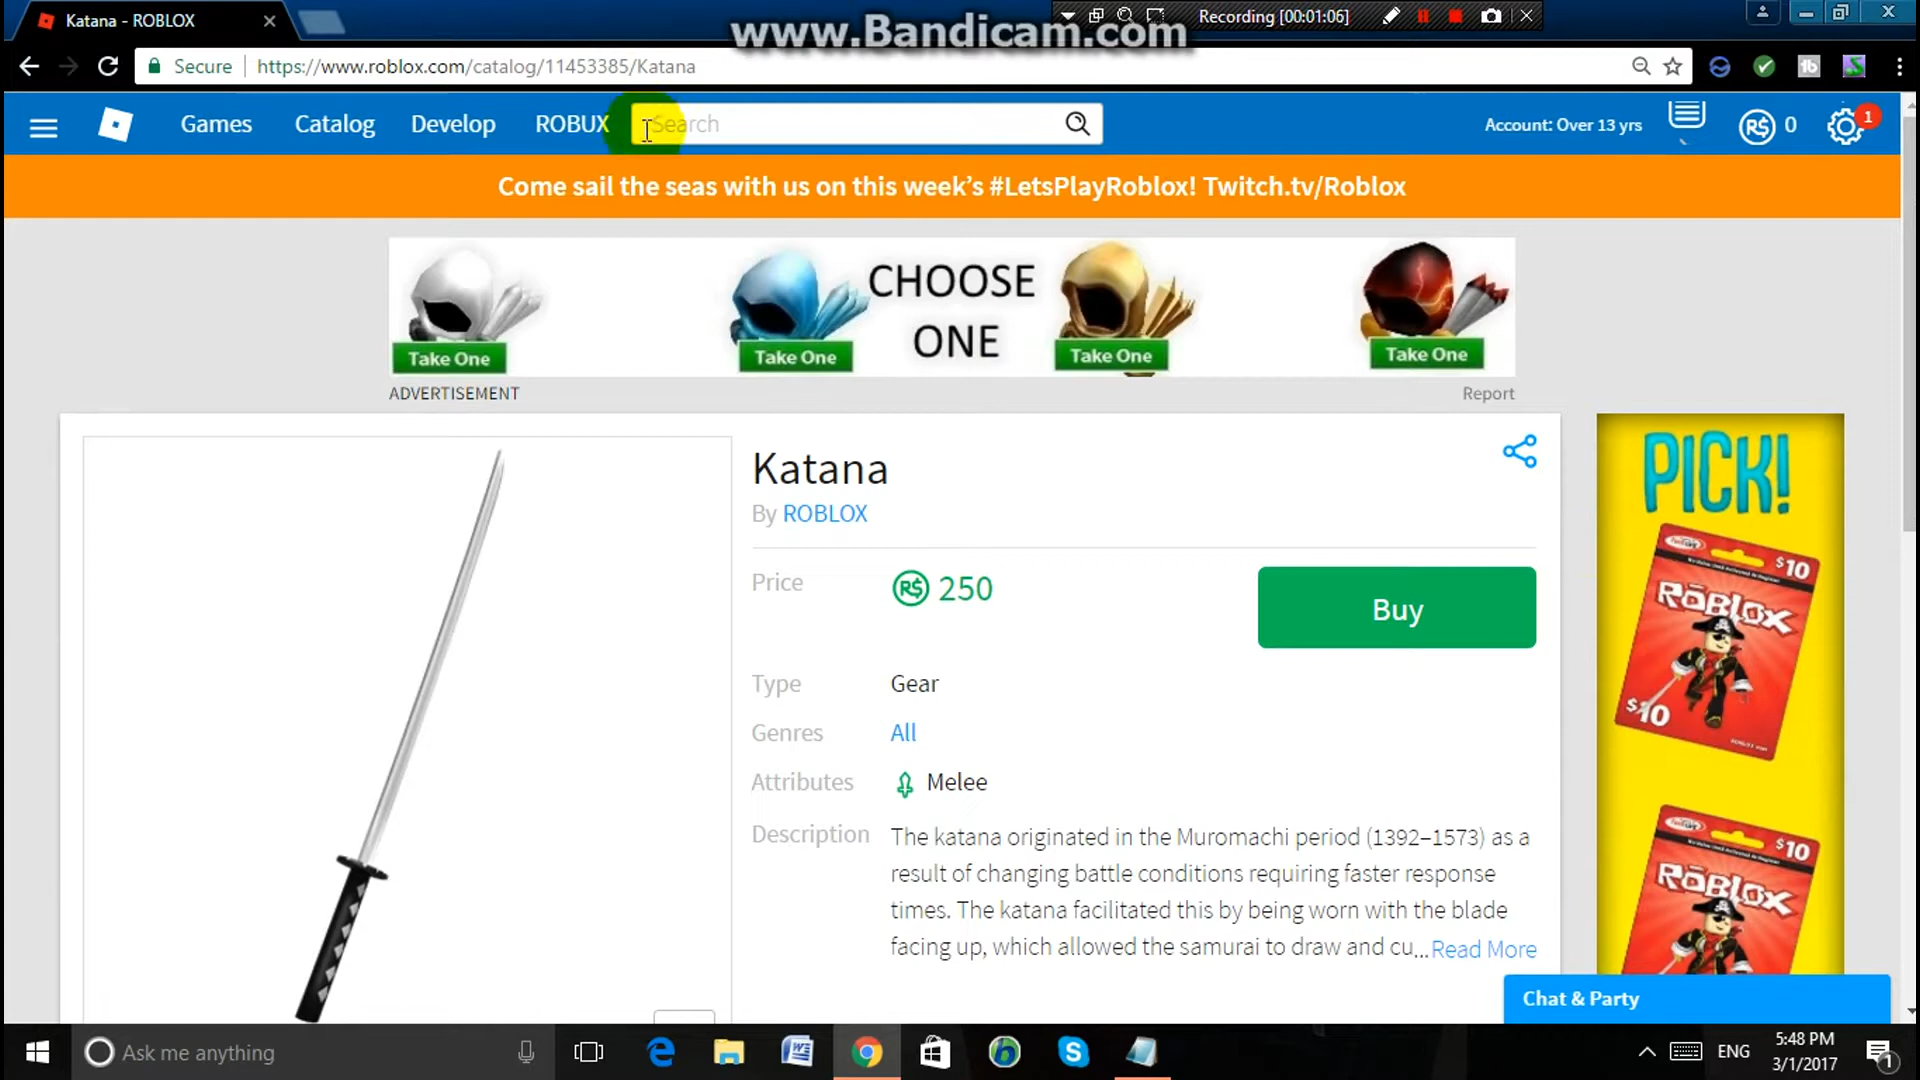 Katana - ROBLOX
www.Bandicam.com
Recording [00:01:06]
Secure
https://www.roblox.com/catalog/11453385/Katana
Games
Catalog
Develop
ROBUX
Search
Account: Over 13 yrs
R$ 0
1
Come sail the seas with us on this week's #LetsPlayRoblox! Twitch.tv/Roblox
CHOOSE
ONE
Take One
Take One
Take One
Take One
ADVERTISEMENT
Report
Katana
By ROBLOX
Price
R$ 250
Buy
Type
Gear
Genres
All
Attributes
Melee
Description
The katana originated in the Muromachi period (1392–1573) as a
result of changing battle conditions requiring faster response
times. The katana facilitated this by being worn with the blade
facing up, which allowed the samurai to draw and cu...Read More
PICK!
$10
ROBLOX
$10
$10
ROBLOX
Chat & Party
Ask me anything
ENG
5:48 PM
3/1/2017
1